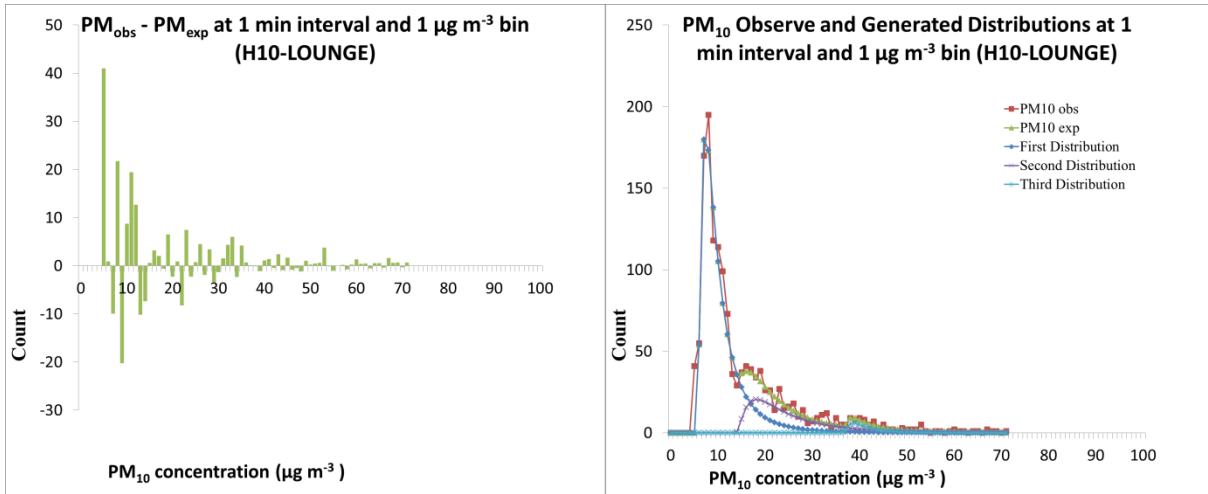 PMobs - PMexp at 1 min interval and 1 µg m-3 bin
(H10-LOUNGE)
50
40
30
20
10
0
-10
-20
-30
0 10 20 30 40 50 60 70 80 90 100
Count
PM10 concentration (µg m-3 )
PM10 Observe and Generated Distributions at 1
min interval and 1 µg m-3 bin (H10-LOUNGE)
250
200
150
100
50
0
PM10 obs
PM10 exp
First Distribution
Second Distribution
Third Distribution
0 10 20 30 40 50 60 70 80 90 100
Count
PM10 concentration (µg m-3 )